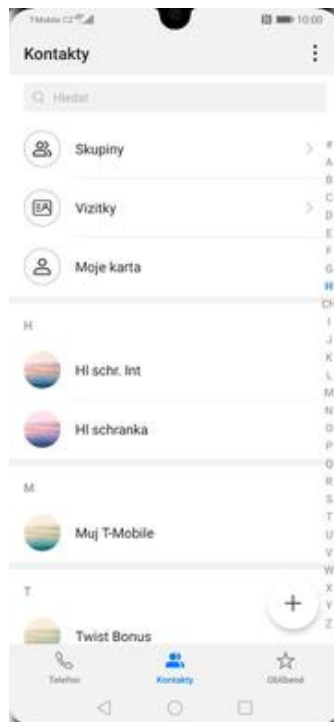 T-Mobile CZ
10:00
Kontakty
Hledat
Skupiny
Vizitky
Moje karta
H
Hl schr. Int
Hl schranka
M
Muj T-Mobile
T
Twist Bonus
#
A
B
C
D
E
F
G
H
CH
I
J
K
L
M
N
O
P
Q
R
S
T
U
V
W
X
Y
Z
Telefon
Kontakty
Oblíbené